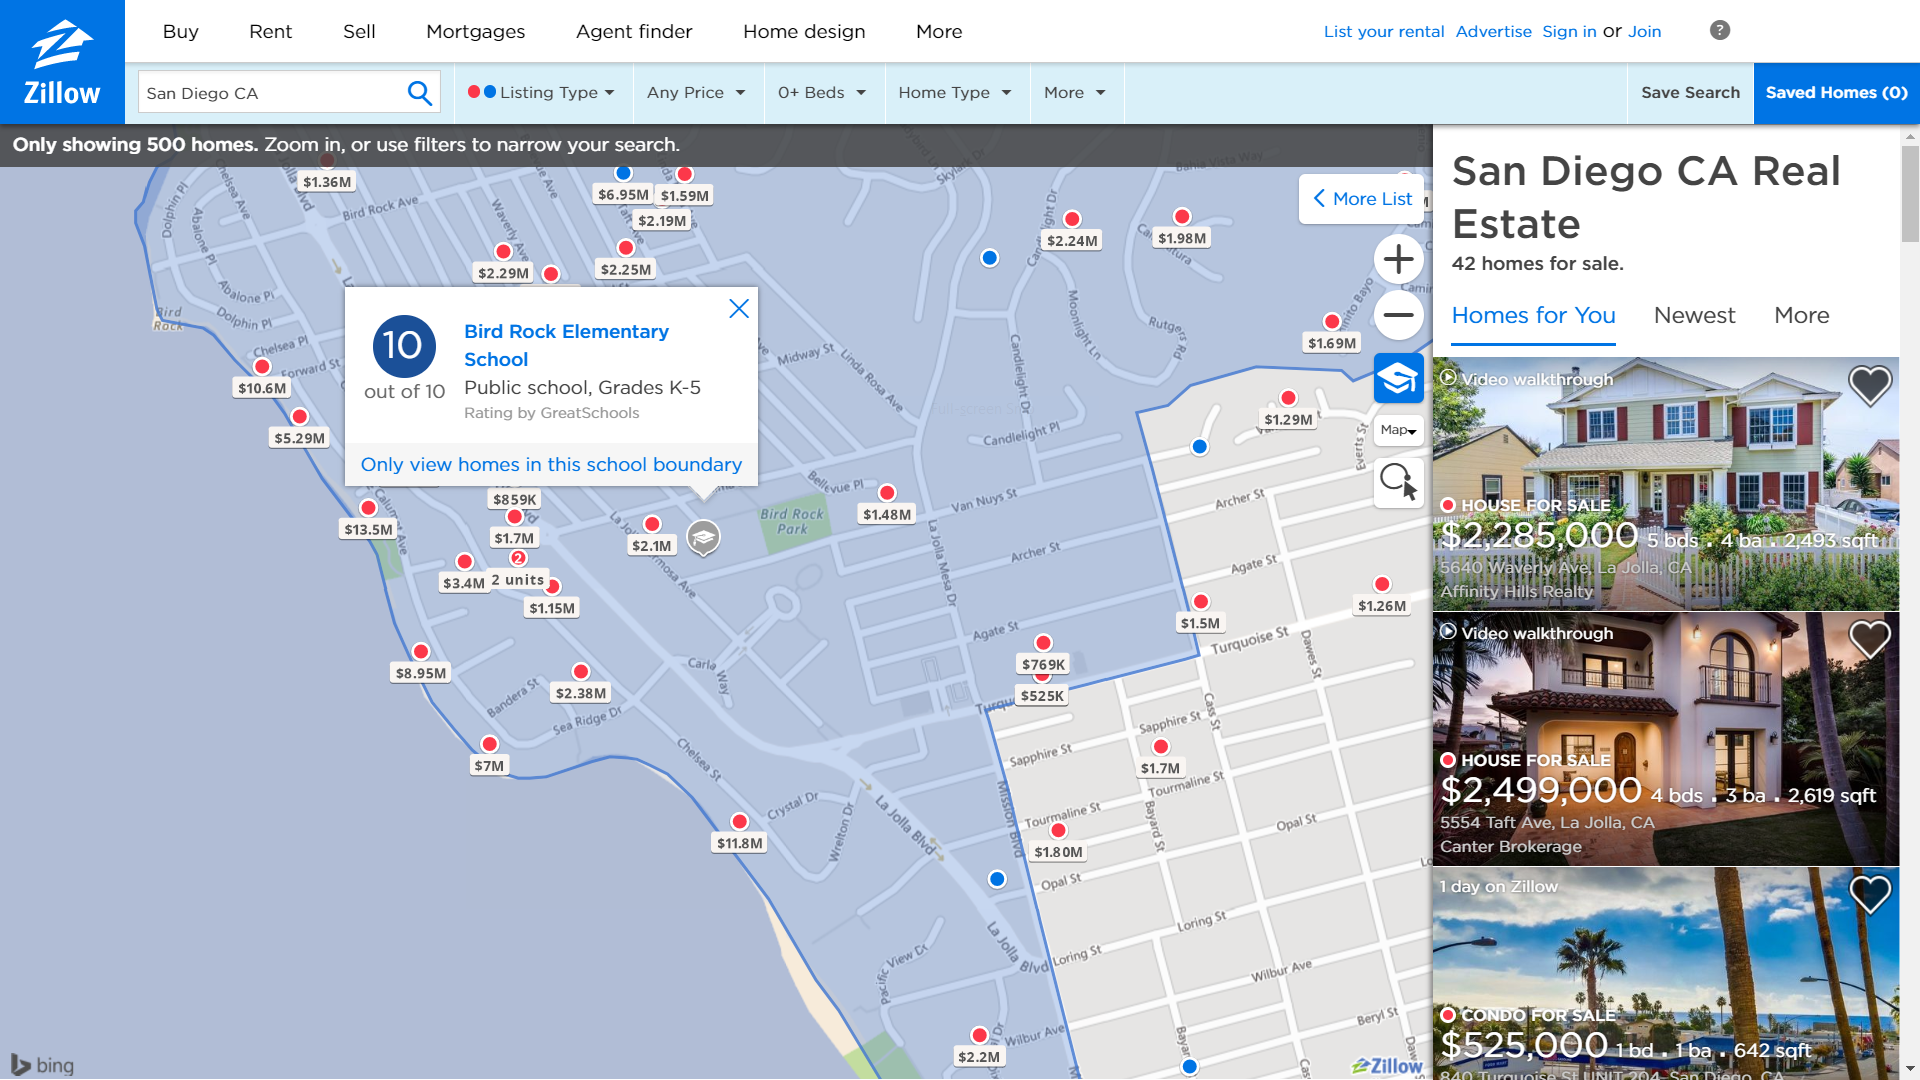 Zillow
Buy Rent Sell Mortgages Agent finder Home design More
List your rental Advertise Sign in or Join ?
San Diego CA
Listing Type Any Price 0+ Beds Home Type More
Save Search Saved Homes (0)
Only showing 500 homes. Zoom in, or use filters to narrow your search.
$1.36M
$6.95M
$1.59M
$2.19M
$2.24M
$1.98M
$2.29M
$2.25M
$1.69M
$10.6M
$5.29M
$1.29M
$13.5M
$859K
$1.7M
$2.1M
$1.48M
$3.4M
2
2 units
$1.15M
$1.5M
$1.26M
$769K
$525K
$8.95M
$2.38M
$7M
$1.7M
$11.8M
$1.80M
$2.2M
Bird Rock Ave
Dolphin Pl
Abalone Pl
Abalone Pl
Dolphin Pl
Chelsea Pl
Forward St
Bird
Rock
Waverly Ave
Chelsea Ave
Midway St
Linda Rosa Ave
Moonlight Ln
Rutgers Rd
Candlelight Dr
Candlelight Pl
Bellevue Pl
Van Nuys St
Bird Rock
Park
Archer St
Archer St
Agate St
Agate St
La Jolla Mesa Dr
Turquoise St
Dawes St
Everts St
Carla Way
Bandera St
Sea Ridge Dr
Chelsea St
Crystal Dr
Wrelton Dr
La Jolla Blvd
La Jolla Blvd
Mission Blvd
Sapphire St
Sapphire St
Tourmaline St
Tourmaline St
Cass St
Bayard St
Opal St
Opal St
Loring St
Loring St
Wilbur Ave
Wilbur Ave
Beryl St
Pacific View Dr
10
out of 10
Bird Rock Elementary
School
Public school, Grades K-5
Rating by GreatSchools
Only view homes in this school boundary
More List
Map
bing
Zillow
San Diego CA Real
Estate
42 homes for sale.
Homes for You Newest More
Video walkthrough
HOUSE FOR SALE
$2,285,000 5 bds . 4 ba . 2,493 sqft
5640 Waverly Ave, La Jolla, CA
Affinity Hills Realty
Video walkthrough
HOUSE FOR SALE
$2,499,000 4 bds . 3 ba . 2,619 sqft
5554 Taft Ave, La Jolla, CA
Canter Brokerage
1 day on Zillow
CONDO FOR SALE
$525,000 1 bd . 1 ba . 642 sqft
840 Turquoise St UNIT 204, San Diego, CA